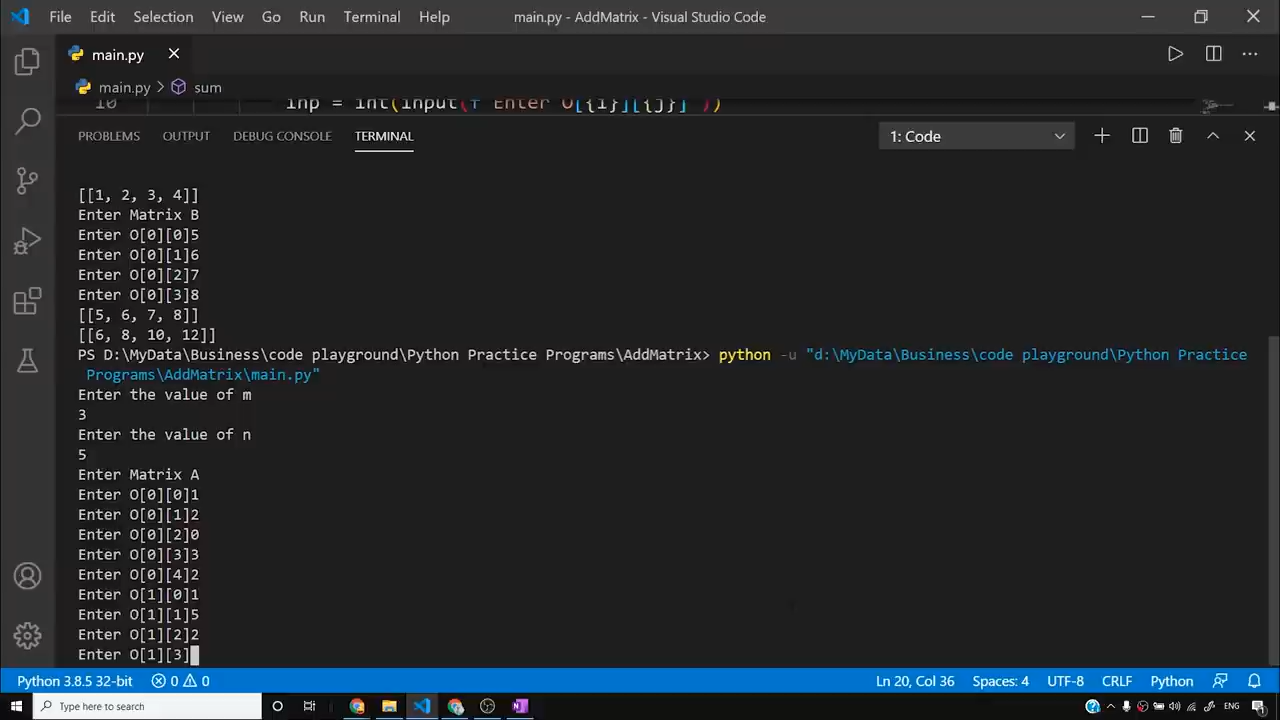 File Edit Selection View Go Run Terminal Help main.py - AddMatrix - Visual Studio Code
main.py
main.py > sum
10 inp = int(input(f"Enter O[{i}][{j}]"))
PROBLEMS OUTPUT DEBUG CONSOLE TERMINAL 1: Code
[[1, 2, 3, 4]]
Enter Matrix B
Enter O[0][0]5
Enter O[0][1]6
Enter O[0][2]7
Enter O[0][3]8
[[5, 6, 7, 8]]
[[6, 8, 10, 12]]
PS D:\MyData\Business\code playground\Python Practice Programs\AddMatrix> python -u "d:\MyData\Business\code playground\Python Practice
Programs\AddMatrix\main.py"
Enter the value of m
3
Enter the value of n
5
Enter Matrix A
Enter O[0][0]1
Enter O[0][1]2
Enter O[0][2]0
Enter O[0][3]3
Enter O[0][4]2
Enter O[1][0]1
Enter O[1][1]5
Enter O[1][2]2
Enter O[1][3]
Python 3.8.5 32-bit 0 0 Ln 20, Col 36 Spaces: 4 UTF-8 CRLF Python
Type here to search ENG